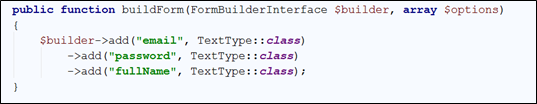 public function buildForm(FormBuilderInterface $builder, array $options)
{
    $builder->add("email", TextType::class)
        ->add("password", TextType::class)
        ->add("fullName", TextType::class);
}